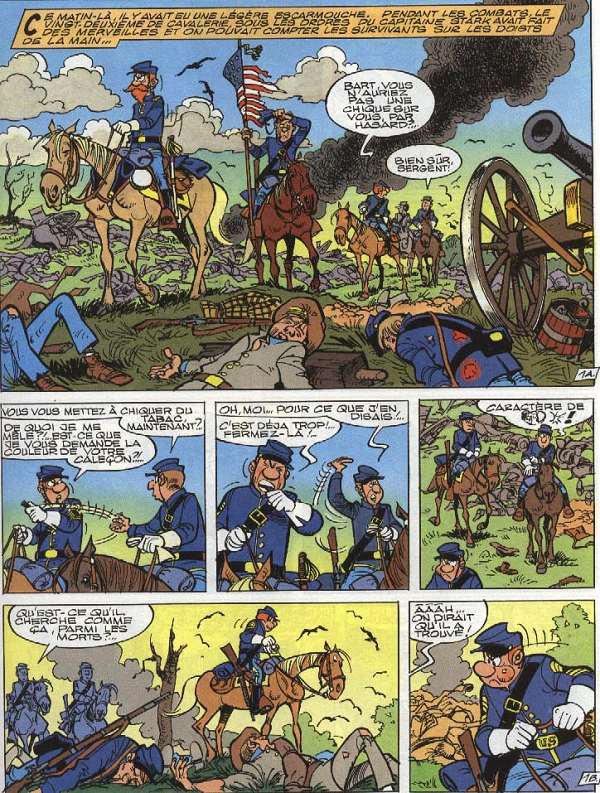 CE MATIN-LÀ, IL Y AVAIT EU UNE LÉGÈRE ESCARMOUCHE. PENDANT LES COMBATS, LE
VINGT-DEUXIÈME DE CAVALERIE, SOUS LES ORDRES DU CAPITAINE STARK AVAIT FAIT
DES MERVEILLES ET ON POUVAIT COMPTER LES SURVIVANTS SUR LES DOIGTS
DE LA MAIN...
BART, VOUS
N'AURIEZ
PAS UNE
CHIQUE SUR
VOUS, PAR
HASARD?...
BIEN SÛR,
SERGENT!
1A.
VOUS VOUS METTEZ À CHIQUER DU
TABAC,
MAINTENANT?
DE QUOI JE ME
MÊLE?!. EST-CE QUE
JE VOUS DEMANDE LA
COULEUR DE VOTRE
CALEÇON?!..
OH, MOI... POUR CE QUE J'EN
DISAIS!...
C'EST DÉJÀ TROP!..
FERMEZ-LÀ!..
CARACTÈRE DE
QU'EST-CE QU'IL
CHERCHE COMME
ÇA, PARMI LES
MORTS?!..
ÀÀÀH...
ON DIRAIT
QU'IL A
TROUVÉ!
US
1B.